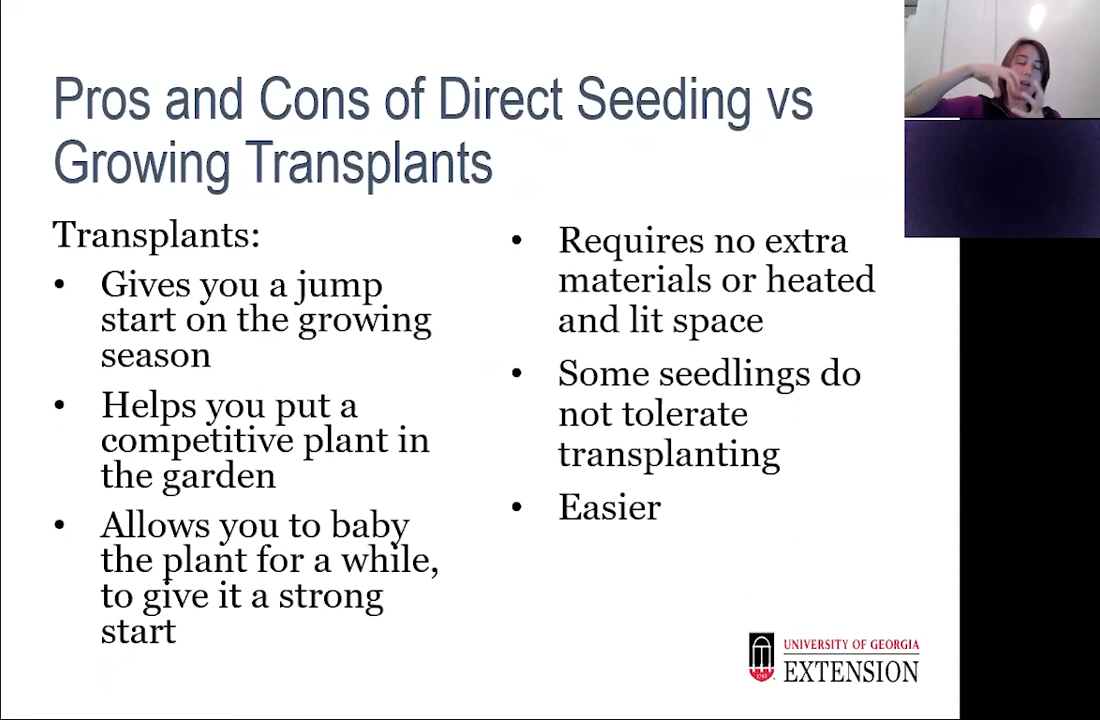 Pros and Cons of Direct Seeding vs
Growing Transplants
Transplants:
• Gives you a jump
start on the growing
season
• Helps you put a
competitive plant in
the garden
• Allows you to baby
the plant for a while,
to give it a strong
start
• Requires no extra
materials or heated
and lit space
• Some seedlings do
not tolerate
transplanting
• Easier
1785
UNIVERSITY OF GEORGIA
EXTENSION